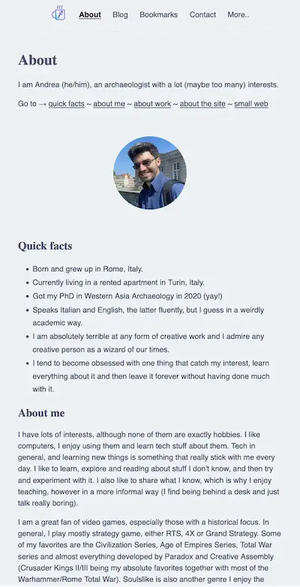 About Blog Bookmarks Contact More..
About
I am Andrea (he/him), an archaeologist with a lot (maybe too many) interests.
Go to → quick facts ~ about me ~ about work ~ about the site ~ small web
Quick facts
• Born and grew up in Rome, Italy.
• Currently living in a rented apartment in Turin, Italy.
• Got my PhD in Western Asia Archaeology in 2020 (yay!)
• Speaks Italian and English, the latter fluently, but I guess in a weirdly
academic way.
• I am absolutely terrible at any form of creative work and I admire any
creative person as a wizard of our times.
• I tend to become obsessed with one thing that catch my interest, learn
everything about it and then leave it forever without having done much
with it.
About me
I have lots of interests, although none of them are exactly hobbies. I like
computers, I enjoy using them and learn tech stuff about them. Tech in
general, and learning new things is something that really stick with me every
day. I like to learn, explore and reading about stuff I don't know, and then try
and experiment with it. I also like to share what I know, which is why I enjoy
teaching, however in a more informal way (I find being behind a desk and just
talk really boring).
I am a great fan of video games, especially those with a historical focus. In
general, I play mostly strategy game, either RTS, 4X or Grand Strategy. Some
of my favorites are the Civilization Series, Age of Empires Series, Total War
series and almost everything developed by Paradox and Creative Assembly
(Crusader Kings II/III being my absolute favorites together with most of the
Warhammer/Rome Total War). Soulslike is also another genre I enjoy the